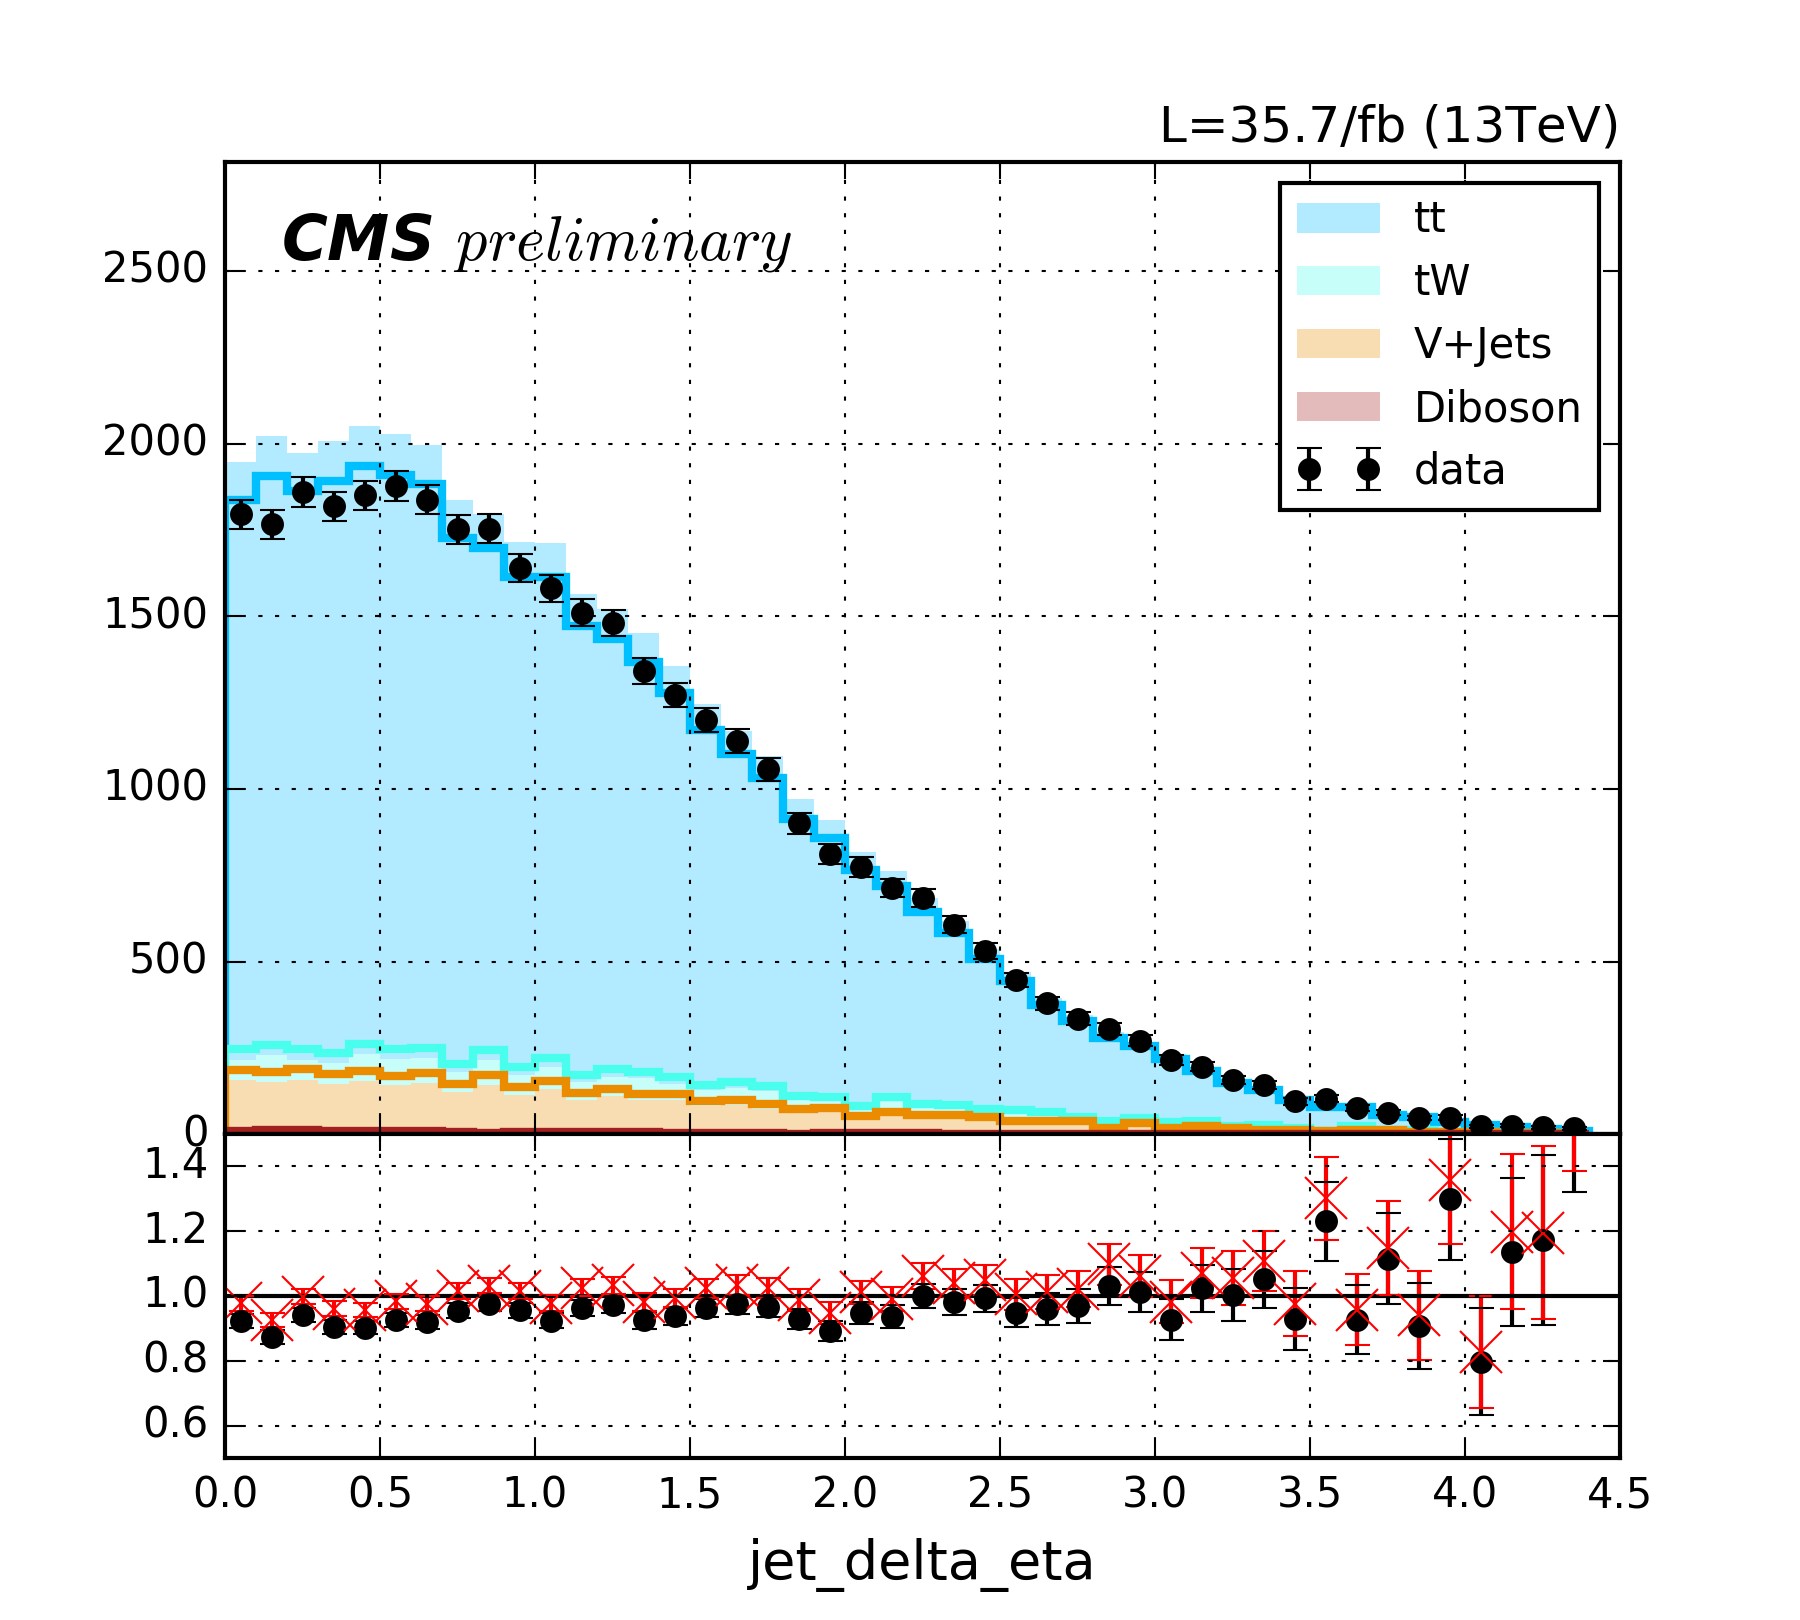 L=35.7/fb (13TeV)
CMS preliminary
tt
tW
V+Jets
Diboson
data
2500
2000
1500
1000
500
0
1.4
1.2
1.0
0.8
0.6
0.0 0.5 1.0 1.5 2.0 2.5 3.0 3.5 4.0 4.5
jet_delta_eta